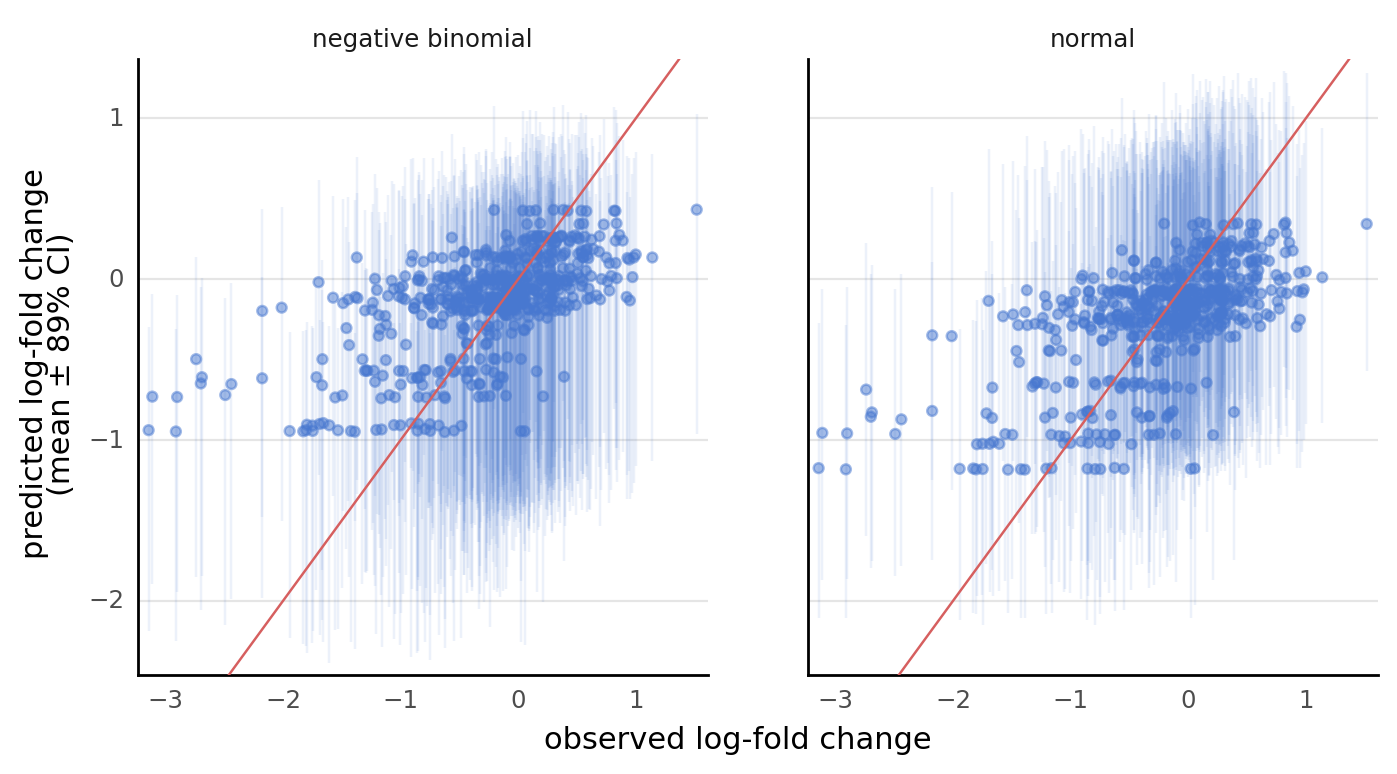 negative binomial
normal
predicted log-fold change
(mean ± 89% CI)
1
0
−1
−2
−3
−2
−1
0
1
−3
−2
−1
0
1
observed log-fold change